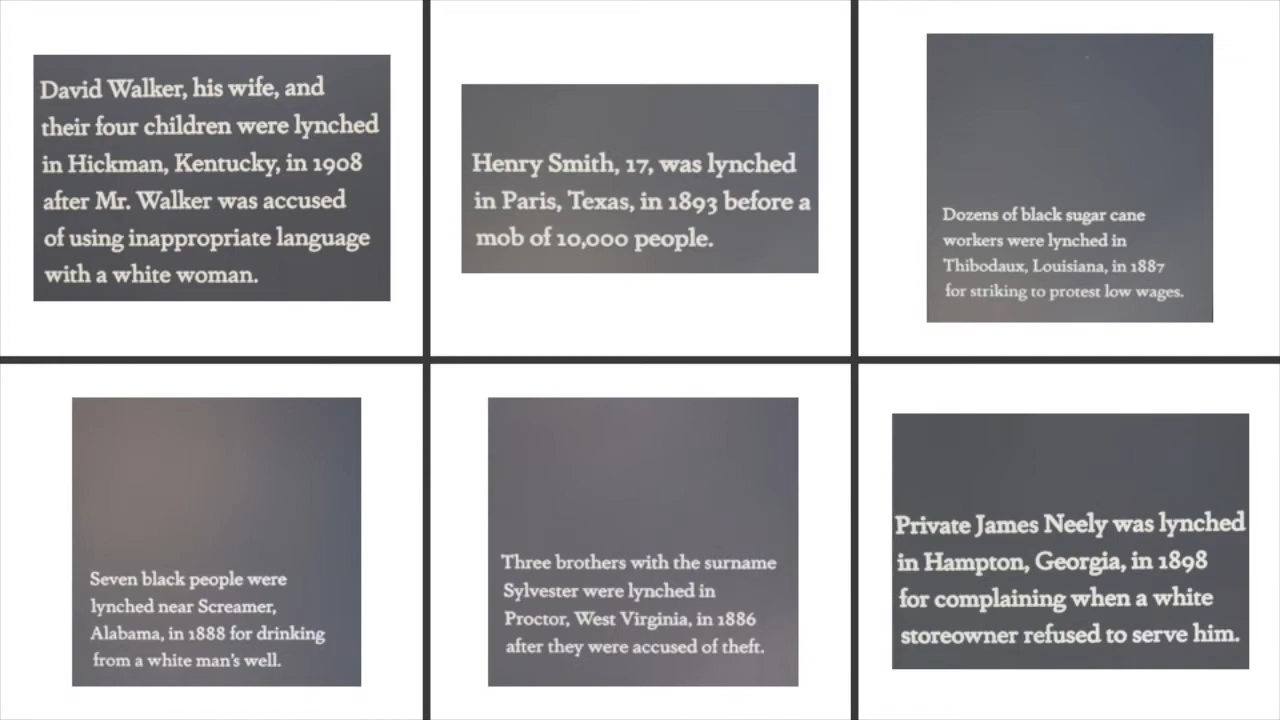 David Walker, his wife, and
their four children were lynched
in Hickman, Kentucky, in 1908
after Mr. Walker was accused
of using inappropriate language
with a white woman.
Henry Smith, 17, was lynched
in Paris, Texas, in 1893 before a
mob of 10,000 people.
Dozens of black sugar cane
workers were lynched in
Thibodaux, Louisiana, in 1887
for striking to protest low wages.
Seven black people were
lynched near Screamer,
Alabama, in 1888 for drinking
from a white man's well.
Three brothers with the surname
Sylvester were lynched in
Proctor, West Virginia, in 1886
after they were accused of theft.
Private James Neely was lynched
in Hampton, Georgia, in 1898
for complaining when a white
storeowner refused to serve him.